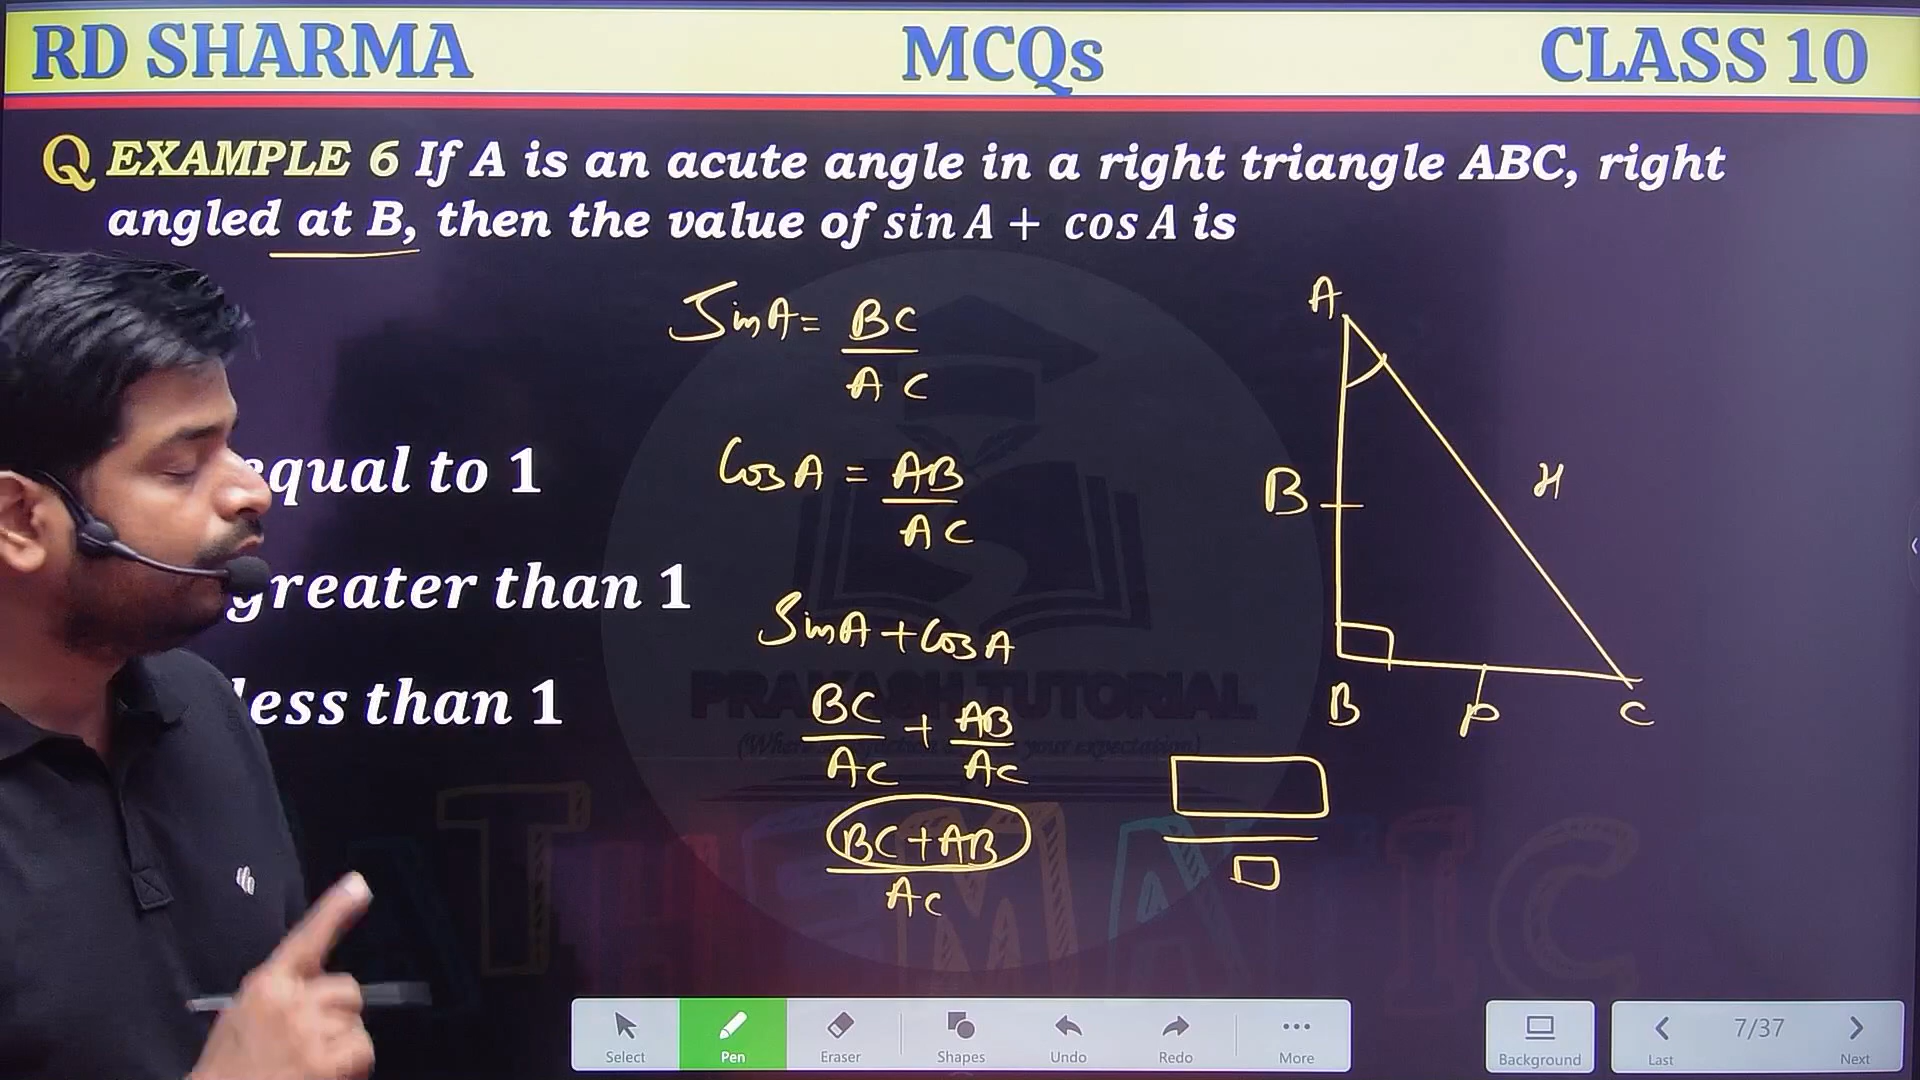 RD SHARMA MCQs CLASS 10
Q EXAMPLE 6 If A is an acute angle in a right triangle ABC, right
angled at B, then the value of sin A + cos A is
equal to 1
greater than 1
less than 1
SinA = BC
AC
CosA = AB
AC
SinA + CosA
BC + AB
AC AC
BC + AB
AC
A
B H
B P C
PRAKASH TUTORIAL
Select Pen Eraser Shapes Undo Redo More Background Last 7/37 Next